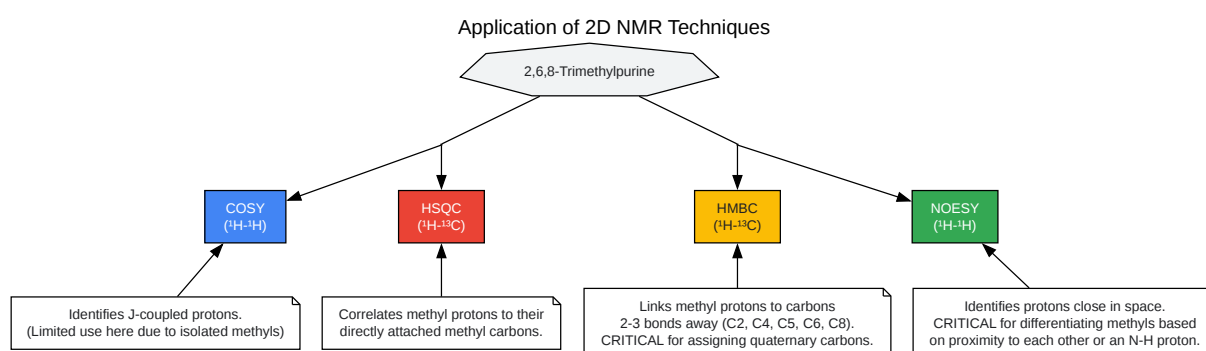 Application of 2D NMR Techniques
2,6,8-Trimethylpurine
COSY
(¹H-¹H)
HSQC
(¹H-¹³C)
HMBC
(¹H-¹³C)
NOESY
(¹H-¹H)
Identifies J-coupled protons.
(Limited use here due to isolated methyls)
Correlates methyl protons to their
directly attached methyl carbons.
Links methyl protons to carbons
2-3 bonds away (C2, C4, C5, C6, C8).
CRITICAL for assigning quaternary carbons.
Identifies protons close in space.
CRITICAL for differentiating methyls based
on proximity to each other or an N-H proton.